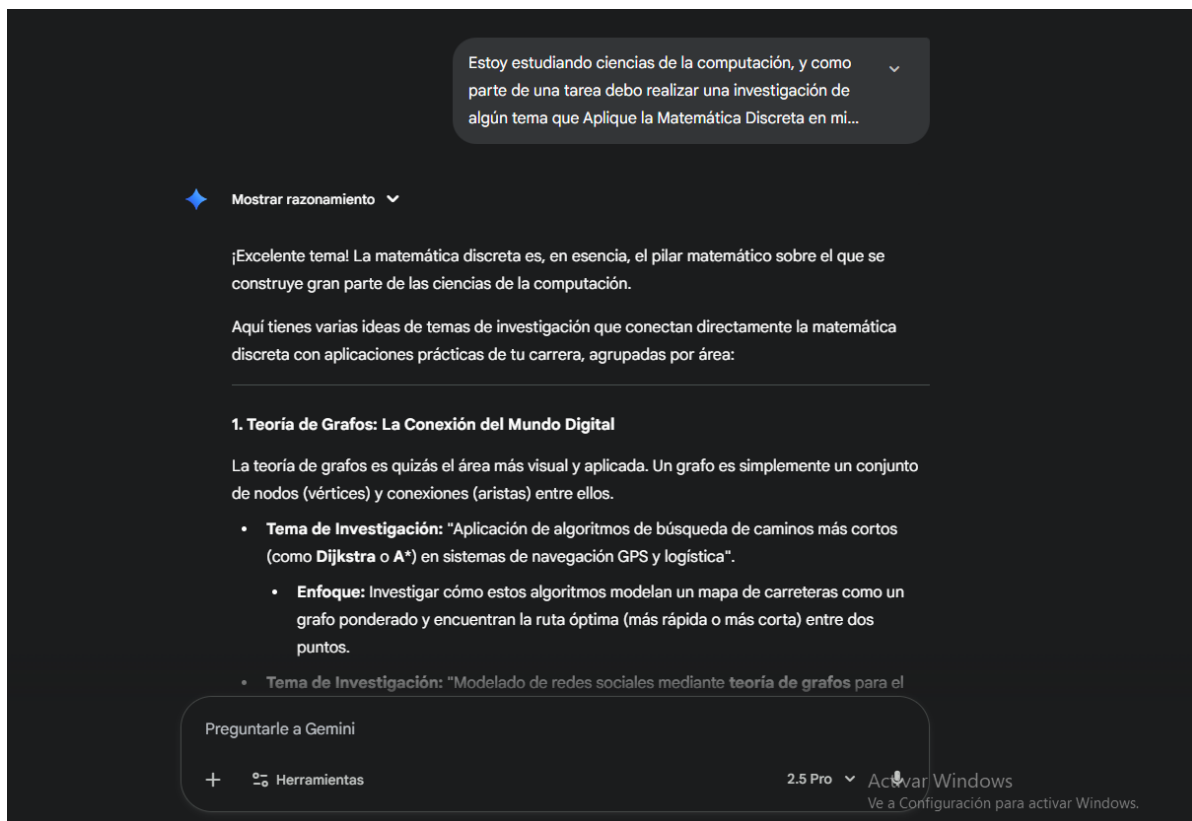 Estoy estudiando ciencias de la computación, y como
parte de una tarea debo realizar una investigación de
algún tema que Aplique la Matemática Discreta en mi...
Mostrar razonamiento
¡Excelente tema! La matemática discreta es, en esencia, el pilar matemático sobre el que se
construye gran parte de las ciencias de la computación.
Aquí tienes varias ideas de temas de investigación que conectan directamente la matemática
discreta con aplicaciones prácticas de tu carrera, agrupadas por área:
1. Teoría de Grafos: La Conexión del Mundo Digital
La teoría de grafos es quizás el área más visual y aplicada. Un grafo es simplemente un conjunto
de nodos (vértices) y conexiones (aristas) entre ellos.
• Tema de Investigación: "Aplicación de algoritmos de búsqueda de caminos más cortos
(como Dijkstra o A*) en sistemas de navegación GPS y logística".
• Enfoque: Investigar cómo estos algoritmos modelan un mapa de carreteras como un
grafo ponderado y encuentran la ruta óptima (más rápida o más corta) entre dos
puntos.
• Tema de Investigación: "Modelado de redes sociales mediante teoría de grafos para el
Preguntarle a Gemini
Herramientas
2.5 Pro
Activar Windows
Ve a Configuración para activar Windows.